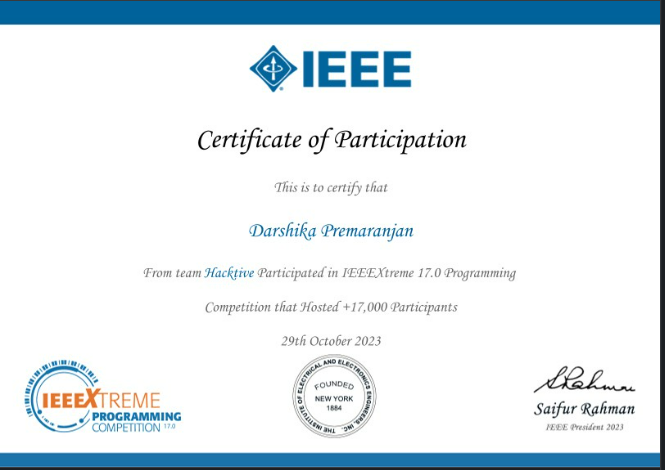 IEEE
Certificate of Participation
This is to certify that
Darshika Premaranjan
From team Hacktive Participated in IEEEXtreme 17.0 Programming
Competition that Hosted +17,000 Participants
29th October 2023
IEEEXTREME
PROGRAMMING
COMPETITION 17.0
THE INSTITUTE OF ELECTRICAL AND ELECTRONICS ENGINEERS, INC.
FOUNDED
NEW YORK
1884
SRahman
Saifur Rahman
IEEE President 2023